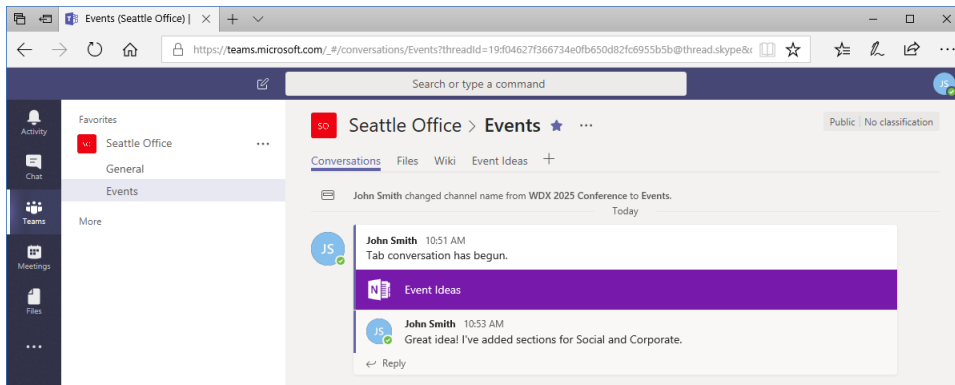 Events (Seattle Office) |
https://teams.microsoft.com/_#/conversations/Events?threadId=19:f04627f366734e0fb650d82fc6955b5b@thread.skype&
Search or type a command
JS
Activity
Chat
Teams
Meetings
Files
Favorites
SO Seattle Office
General
Events
More
SO Seattle Office > Events
Public | No classification
Conversations Files Wiki Event Ideas
John Smith changed channel name from WDX 2025 Conference to Events.
Today
JS
John Smith 10:51 AM
Tab conversation has begun.
N Event Ideas
JS
John Smith 10:53 AM
Great idea! I've added sections for Social and Corporate.
Reply